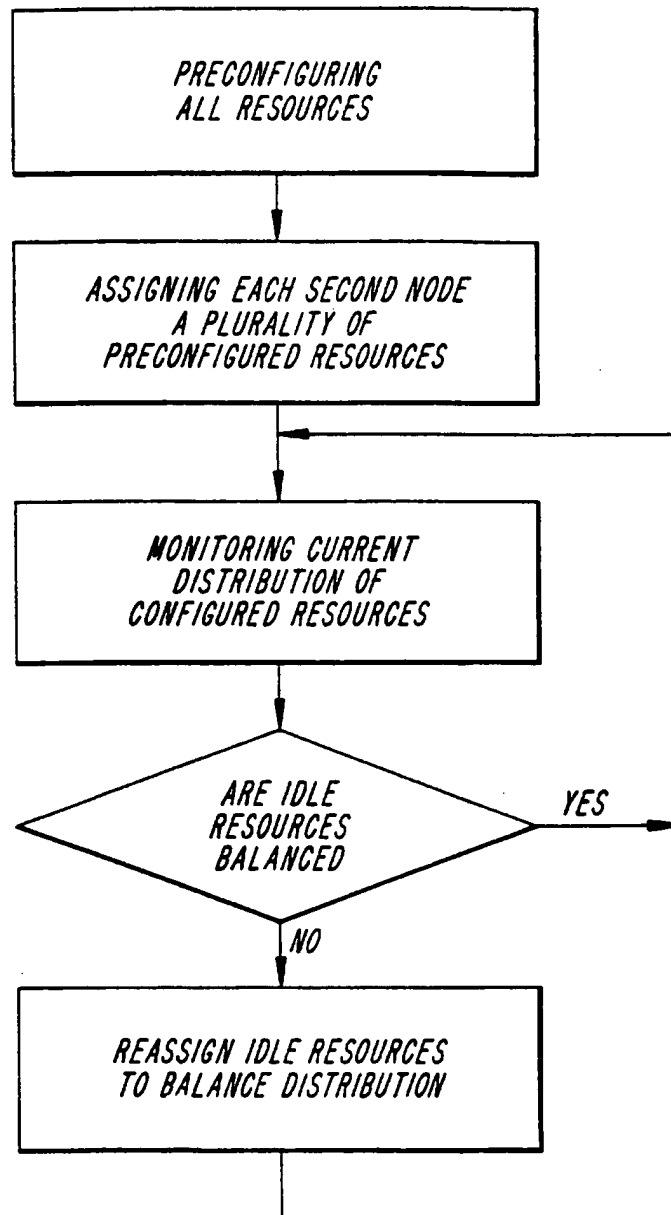 PRECONFIGURING
ALL RESOURCES
ASSIGNING EACH SECOND NODE
A PLURALITY OF
PRECONFIGURED RESOURCES
MONITORING CURRENT
DISTRIBUTION OF
CONFIGURED RESOURCES
ARE IDLE
RESOURCES
BALANCED
YES
NO
REASSIGN IDLE RESOURCES
TO BALANCE DISTRIBUTION